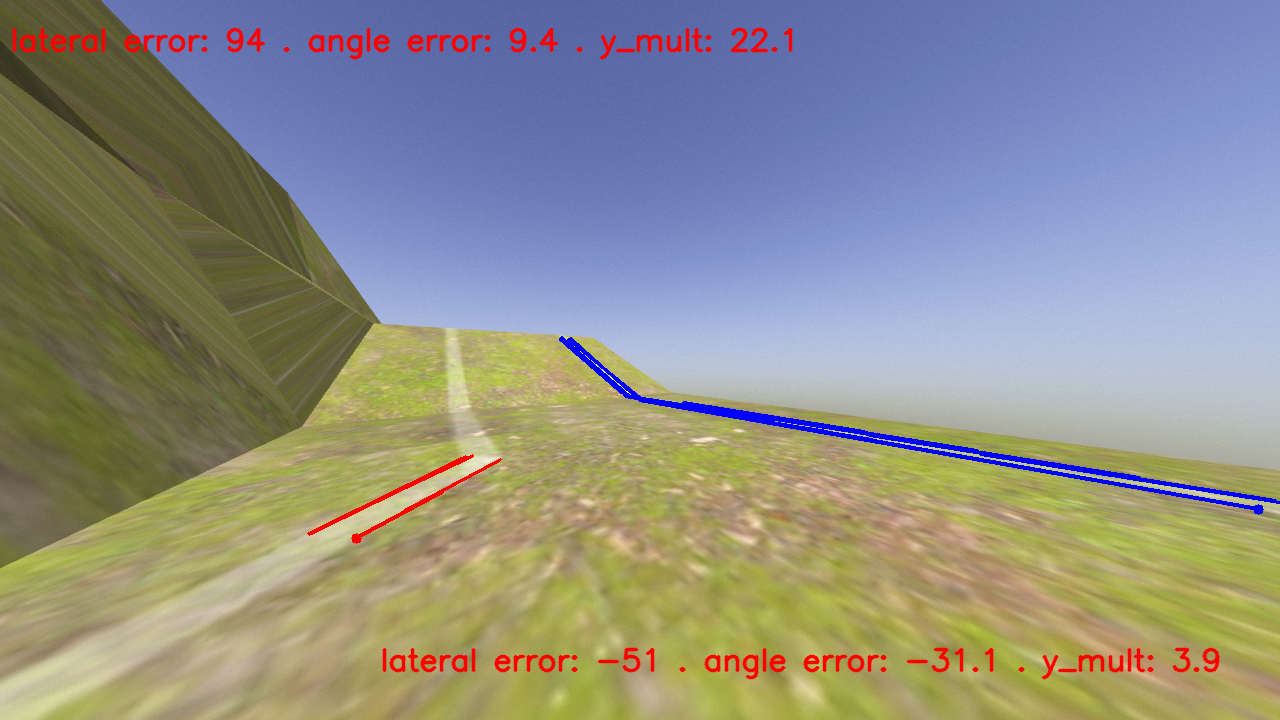 lateral error: 94 . angle error: 9.4 . y_mult: 22.1
lateral error: -51 . angle error: -31.1 . y_mult: 3.9